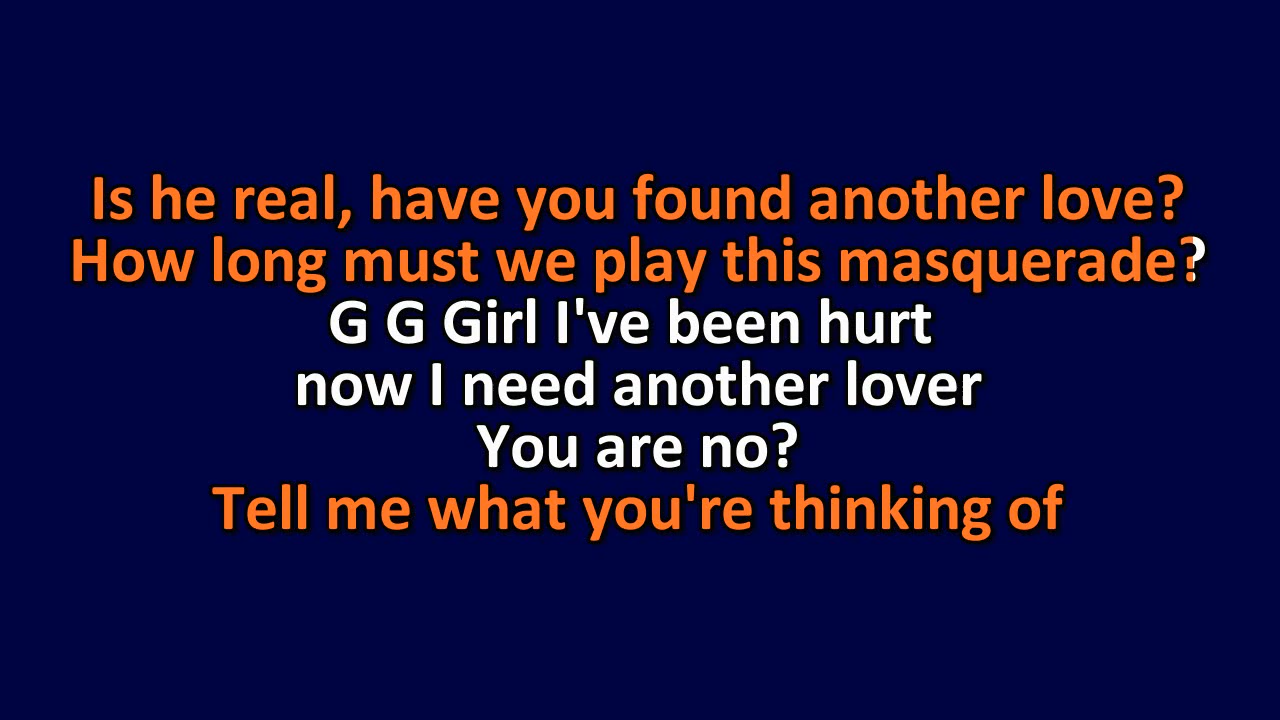 Is he real, have you found another love?
How long must we play this masquerade?
G G Girl I've been hurt
now I need another lover
You are no?
Tell me what you're thinking of